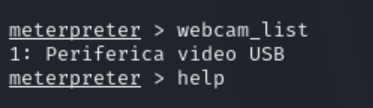 meterpreter > webcam_list
1: Periferica video USB
meterpreter > help